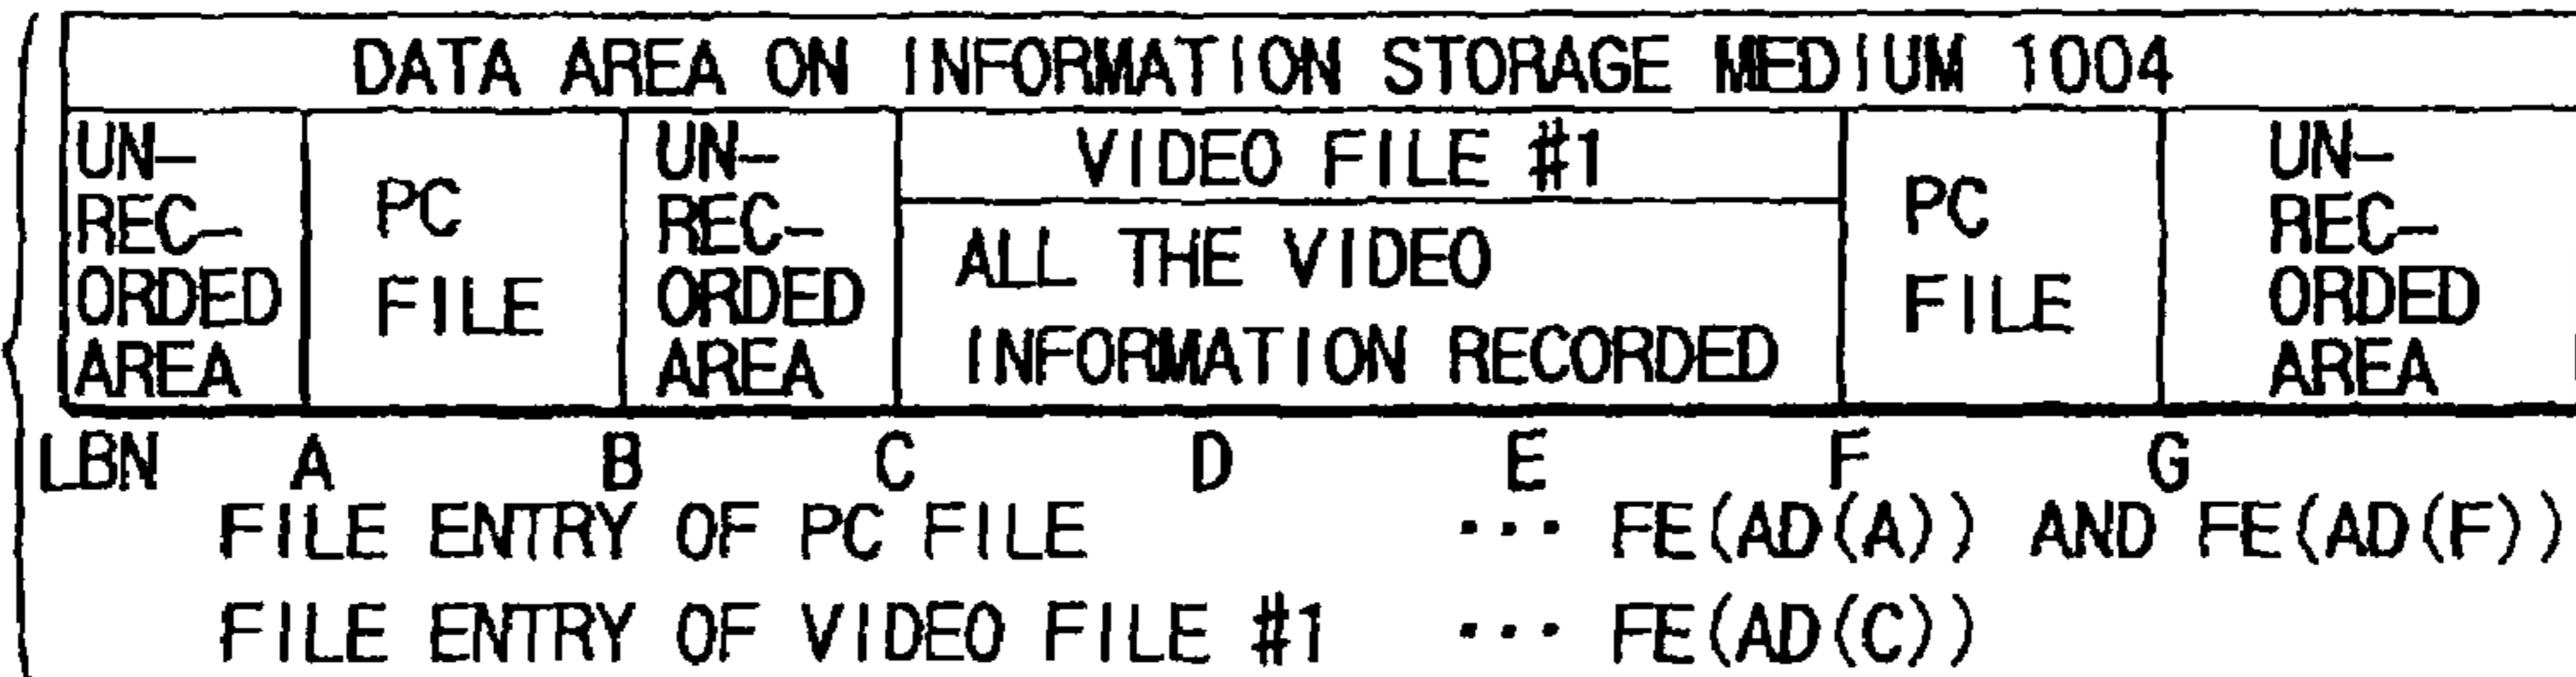 DATA AREA ON INFORMATION STORAGE MEDIUM 1004
UN-
REC-
ORDED
AREA
PC
FILE
UN-
REC-
ORDED
AREA
VIDEO FILE #1
ALL THE VIDEO
INFORMATION RECORDED
PC
FILE
UN-
REC-
ORDED
AREA
LBN A B C D E F G
FILE ENTRY OF PC FILE ··· FE(AD(A)) AND FE(AD(F))
FILE ENTRY OF VIDEO FILE #1 ··· FE(AD(C))